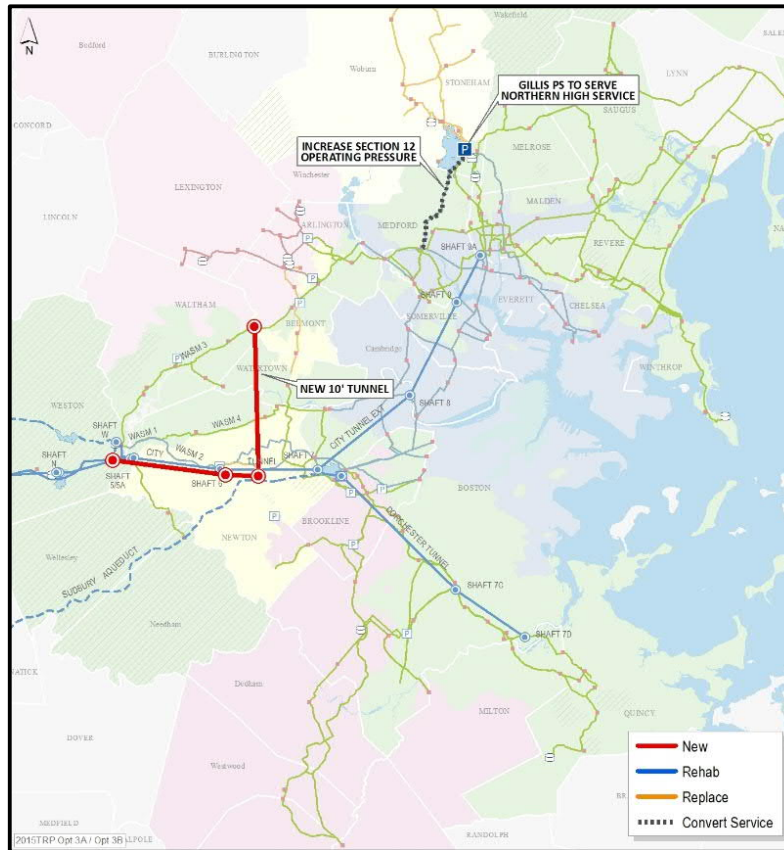 N
Bedford
BURLINGTON
Woburn
Wakefield
STONEHAM
LYNN
SAUGUS
GILLIS PS TO SERVE
NORTHERN HIGH SERVICE
P
CONCORD
INCREASE SECTION 12
OPERATING PRESSURE
MELROSE
LEXINGTON
Winchester
LINCOLN
ARLINGTON
MEDFORD
MALDEN
REVERE
P
SHAFT 9A
P
WALTHAM
EVERETT
CHELSEA
P
SHAFT 9
SOMERVILLE
BELMONT
WASM 3
P
Cambridge
WINTHROP
WATERTOWN
NEW 10' TUNNEL
WESTON
SHAFT
W
WASM 1
WASM 4
SHAFT 8
CITY TUNNEL EXT
SHAFT
N
CITY
WASM 2
TUNNEL
SHAFT 7
SHAFT
5/5A
SHAFT 6
P
P
BOSTON
P
BROOKLINE
NEWTON
P
Wellesley
SUDBURY AQUEDUCT
DORCHESTER TUNNEL
SHAFT 7C
Needham
P
SHAFT 7D
NATICK
Dedham
MILTON
QUINCY
DOVER
Westwood
New
Rehab
Replace
Convert Service
MEDFIELD
RANDOLPH
2015TRP Opt 3A / Opt 3B